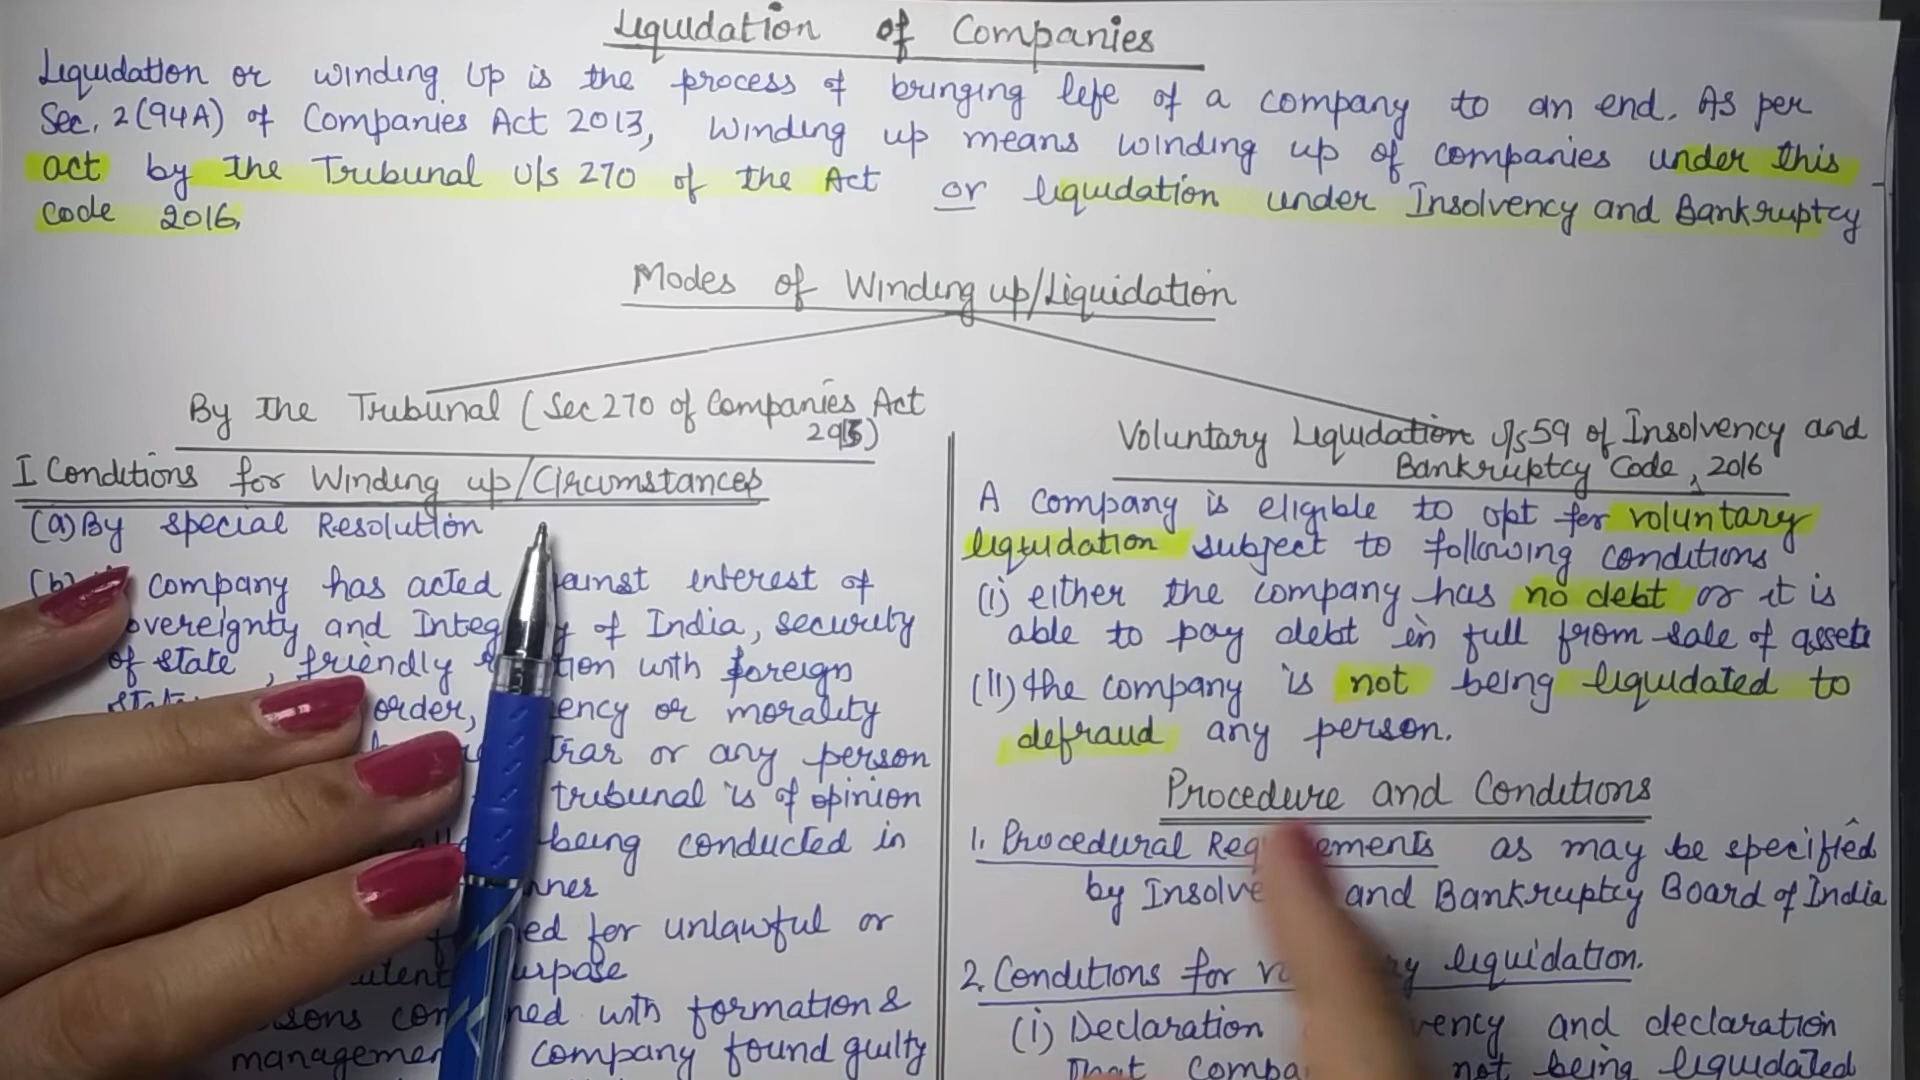 Liquidation of Companies
Liquidation or winding up is the process of bringing life of a company to an end. As per
Sec. 2(94A) of Companies Act 2013, winding up means winding up of companies under this
act by the Tribunal u/s 270 of the Act or liquidation under Insolvency and Bankruptcy
Code 2016.
Modes of Winding up/Liquidation
By the Tribunal (Sec 270 of Companies Act
2013)
I Conditions for Winding up/Circumstances
(a) By special Resolution
(b) company has acted interest of
and of India, security
of state, friendly with foreign
order, or morality
or any person
tribunal is of opinion
being conducted in
for unlawful or
with formation &
company found guilty
Voluntary Liquidation u/s 59 of Insolvency and
Bankruptcy Code, 2016
A company is eligible to opt for voluntary
liquidation subject to following conditions
(i) either the company has no debt or it is
able to pay debt in full from sale of assets
(II) the company is not being liquidated to
defraud any person.
Procedure and Conditions
1. Procedural as may be specified
by and Bankruptcy Board of India
2. Conditions for liquidation.
(i) Declaration and declaration
that not being liquidated